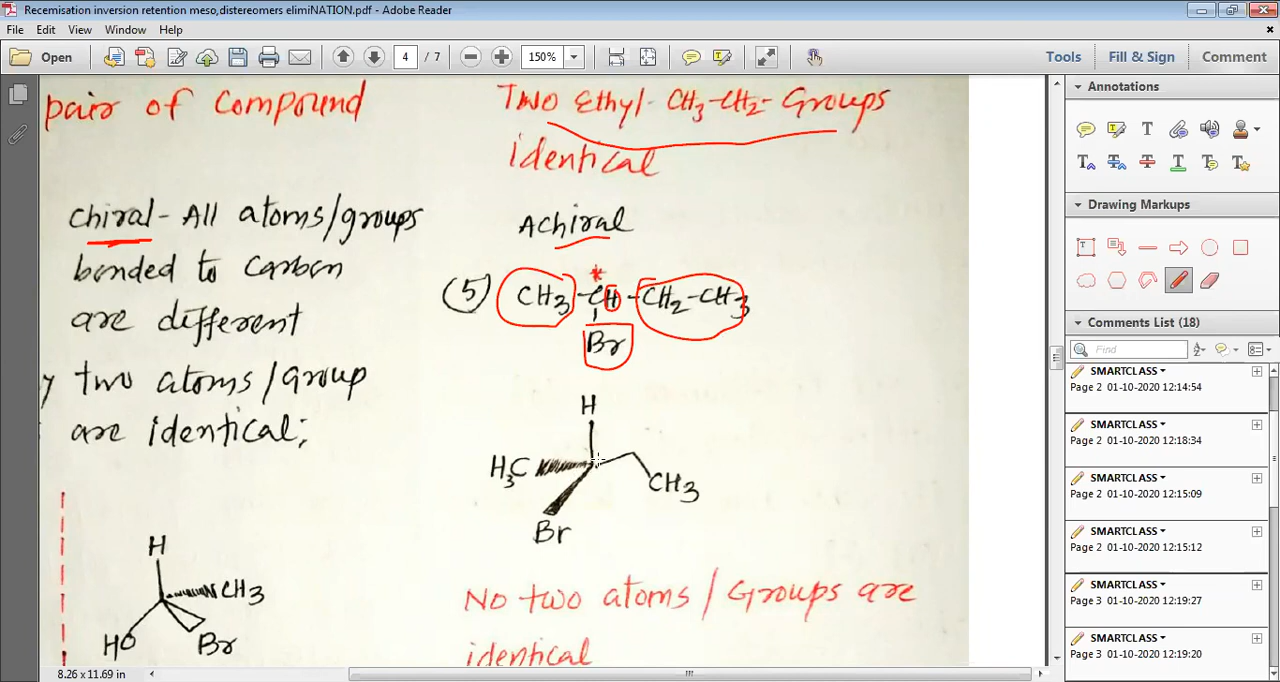 Recemisation inversion retention meso,distereomers elimiNATION.pdf - Adobe Reader
File Edit View Window Help
Open
4 / 7
150%
Tools Fill & Sign Comment
pair of Compound
chiral - All atoms/groups
bonded to Carbon
are different
y two atoms/Group
are identical;
H
CH3
HO
Br
Two Ethyl- CH3-CH2- Groups
identical
Achiral
(5) CH3-CH-CH2-CH3
*
Br
H
H3C
CH3
Br
No two atoms / Groups are
identical
Annotations
Drawing Markups
Comments List (18)
Find
SMARTCLASS
Page 2 01-10-2020 12:14:54
SMARTCLASS
Page 2 01-10-2020 12:18:34
SMARTCLASS
Page 2 01-10-2020 12:15:09
SMARTCLASS
Page 2 01-10-2020 12:15:12
SMARTCLASS
Page 3 01-10-2020 12:19:27
SMARTCLASS
Page 3 01-10-2020 12:19:20
8.26 x 11.69 in